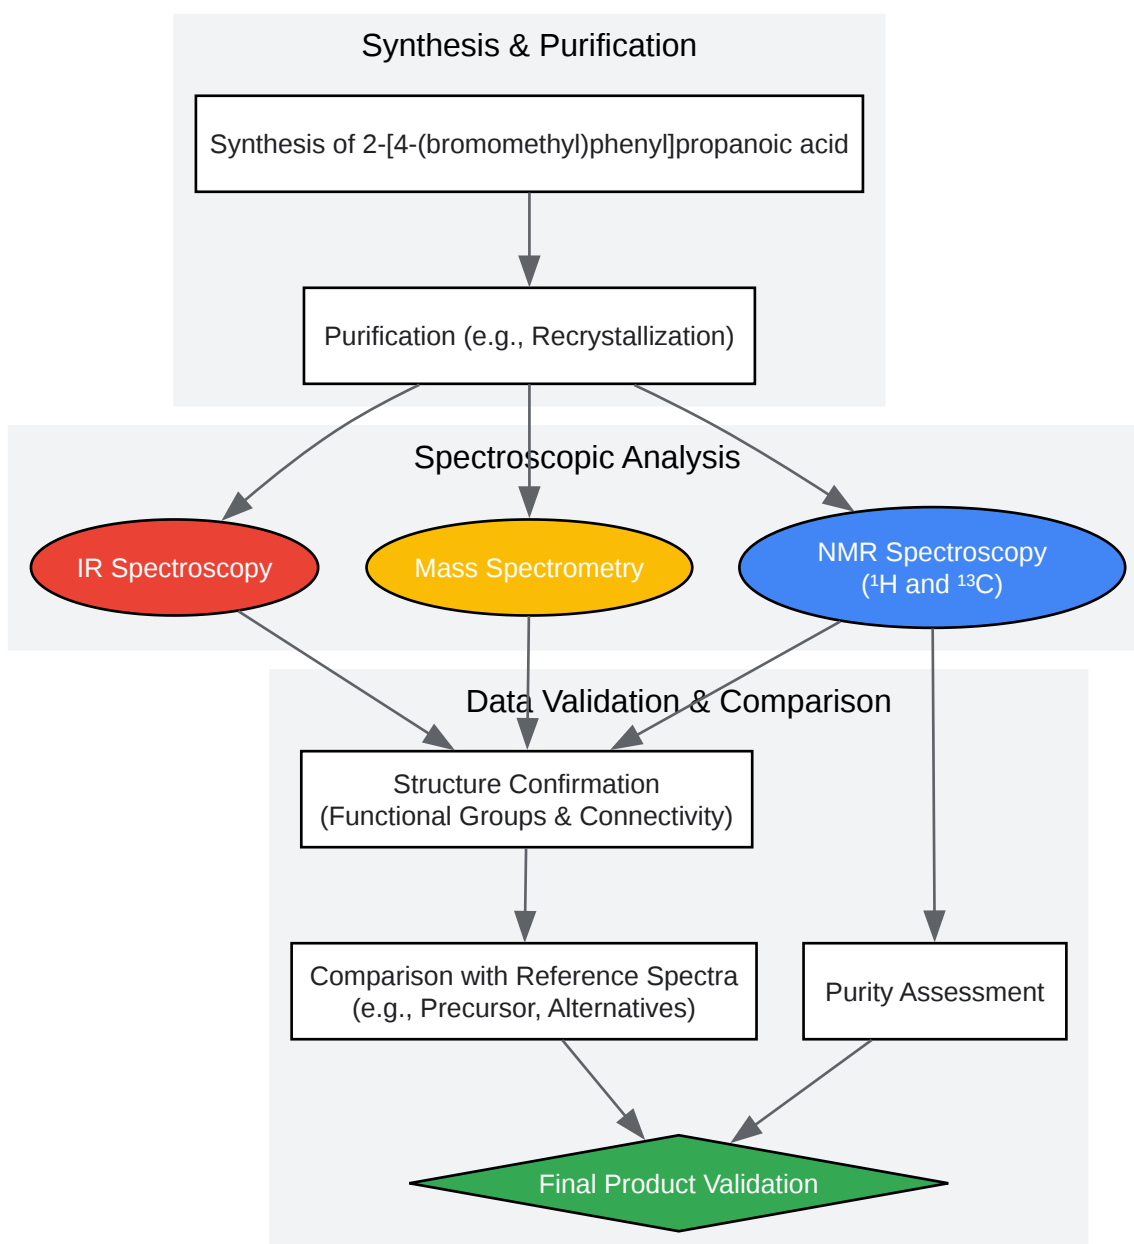 Synthesis & Purification
Synthesis of 2-[4-(bromomethyl)phenyl]propanoic acid
Purification (e.g., Recrystallization)
Spectroscopic Analysis
IR Spectroscopy
Mass Spectrometry
NMR Spectroscopy
(¹H and ¹³C)
Data Validation & Comparison
Structure Confirmation
(Functional Groups & Connectivity)
Comparison with Reference Spectra
(e.g., Precursor, Alternatives)
Purity Assessment
Final Product Validation